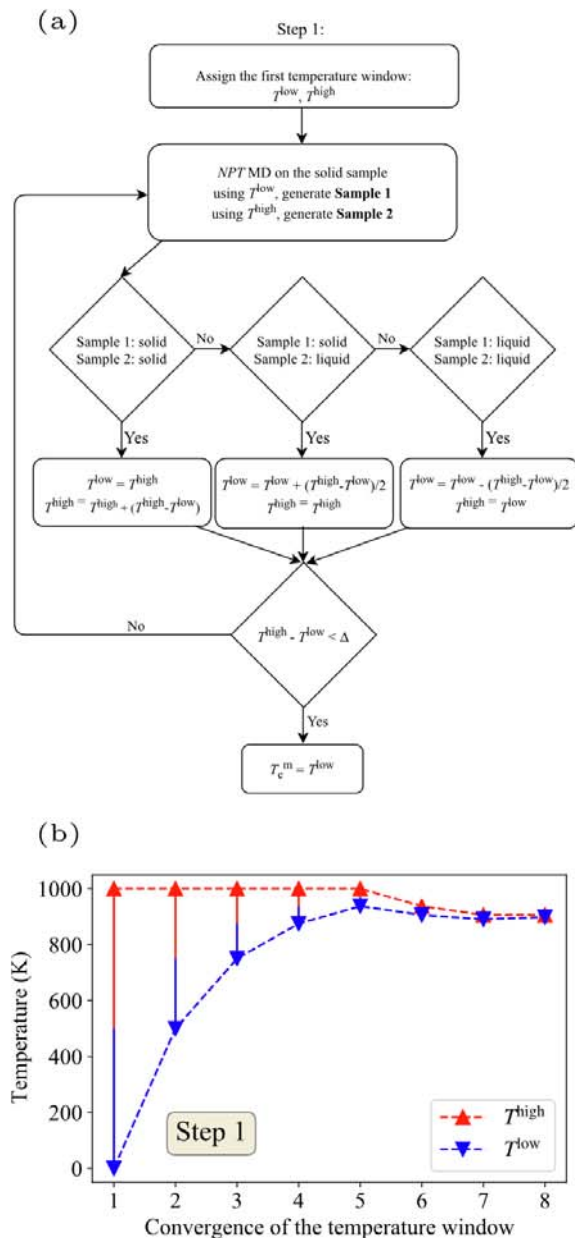 (a)
Step 1:
Assign the first temperature window:
T^low, T^high
NPT MD on the solid sample
using T^low, generate Sample 1
using T^high, generate Sample 2
Sample 1: solid
Sample 2: solid
No
Sample 1: solid
Sample 2: liquid
No
Sample 1: liquid
Sample 2: liquid
Yes
Yes
Yes
T^low = T^high
T^high = T^high + (T^high-T^low)
T^low = T^low + (T^high-T^low)/2
T^high = T^high
T^low = T^low - (T^high-T^low)/2
T^high = T^low
No
T^high - T^low < Δ
Yes
T_c^m = T^low
(b)
Temperature (K)
1000
800
600
400
200
0
Step 1
T^high
T^low
1 2 3 4 5 6 7 8
Convergence of the temperature window